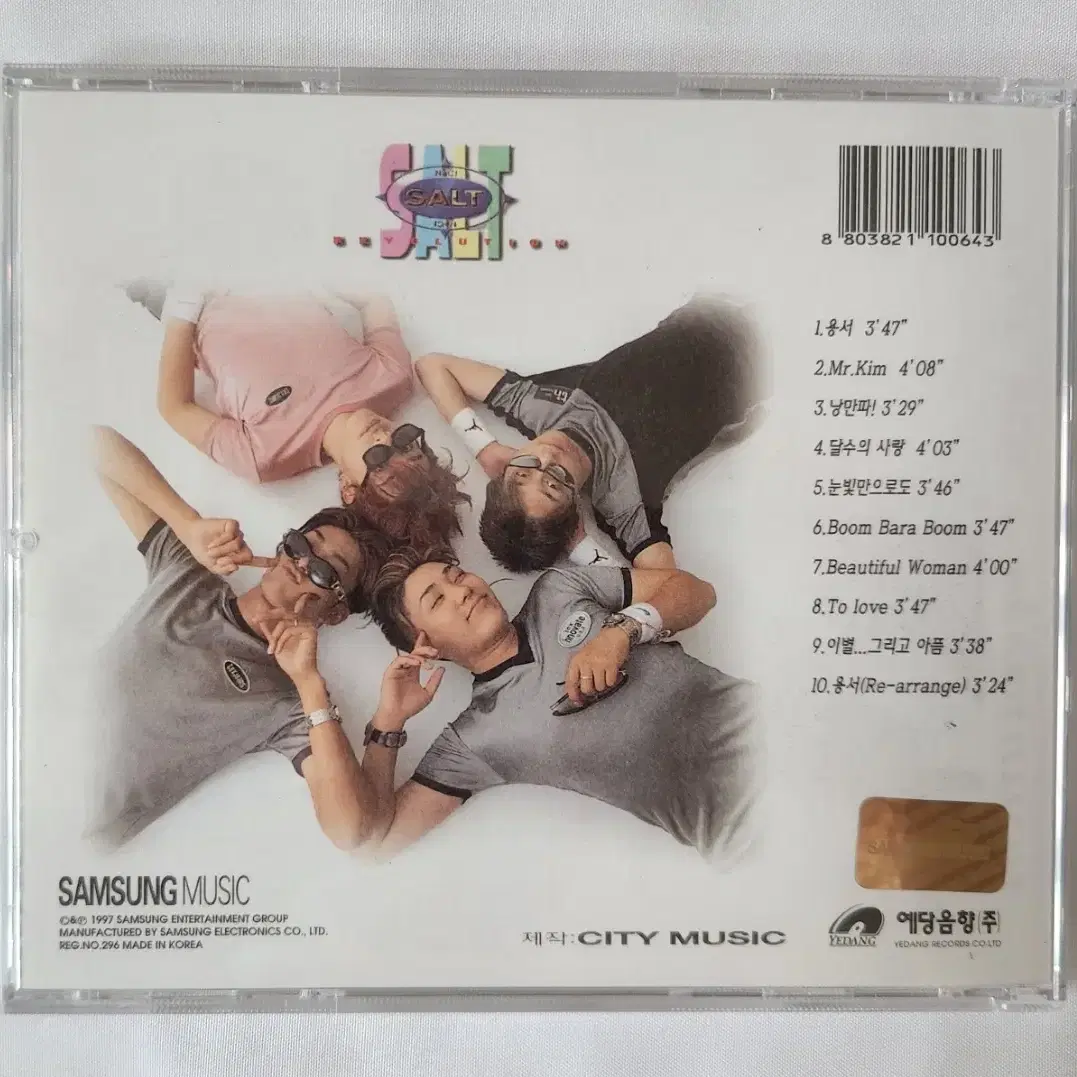 SALT
NaCl
SALT
REVOLUTION
8 803821 100643
1.용서 3'47"
2.Mr.Kim 4'08"
3.낭만파! 3'29"
4.달수의 사랑 4'03"
5.눈빛만으로도 3'46"
6.Boom Bara Boom 3'47"
7.Beautiful Woman 4'00"
8.To love 3'47"
9.이별...그리고 아픔 3'38"
10.용서(Re-arrange) 3'24"
SAMSUNG MUSIC
©&℗ 1997 SAMSUNG ENTERTAINMENT GROUP
MANUFACTURED BY SAMSUNG ELECTRONICS CO., LTD.
REG.NO.296 MADE IN KOREA
제작:CITY MUSIC
YEDANG
예당음향(주)
YEDANG RECORDS CO.LTD